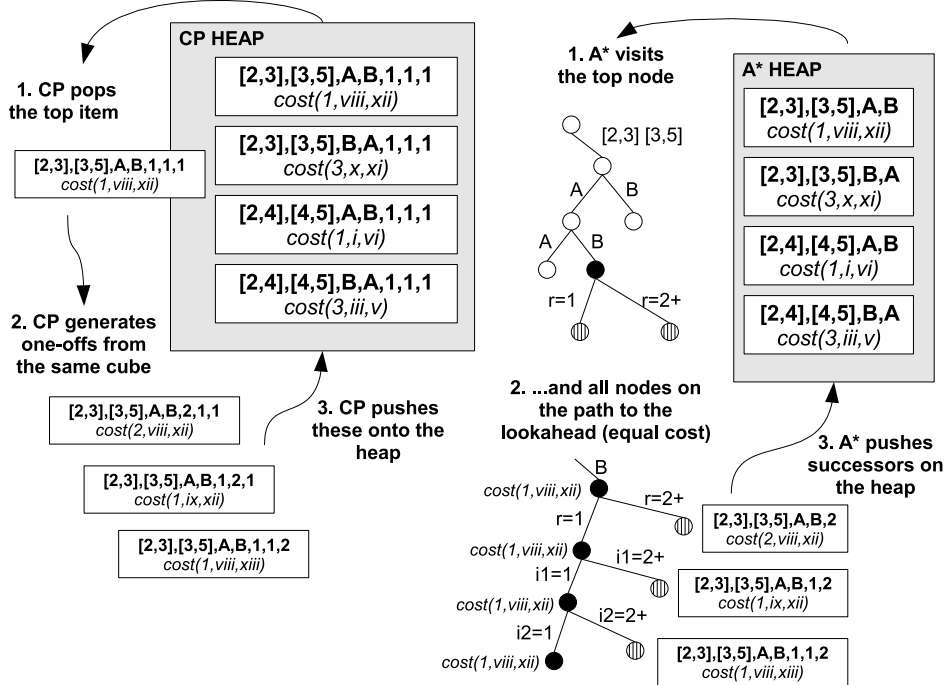 CP HEAP
[2,3],[3,5],A,B,1,1,1
cost(1,viii,xii)
[2,3],[3,5],B,A,1,1,1
cost(3,x,xi)
[2,4],[4,5],A,B,1,1,1
cost(1,i,vi)
[2,4],[4,5],B,A,1,1,1
cost(3,iii,v)
1. CP pops
the top item
[2,3],[3,5],A,B,1,1,1
cost(1,viii,xii)
2. CP generates
one-offs from
the same cube
[2,3],[3,5],A,B,2,1,1
cost(2,viii,xii)
[2,3],[3,5],A,B,1,2,1
cost(1,ix,xii)
[2,3],[3,5],A,B,1,1,2
cost(1,viii,xiii)
3. CP pushes
these onto the
heap
1. A* visits
the top node
[2,3] [3,5]
A
B
A
B
r=1
r=2+
A* HEAP
[2,3],[3,5],A,B
cost(1,viii,xii)
[2,3],[3,5],B,A
cost(3,x,xi)
[2,4],[4,5],A,B
cost(1,i,vi)
[2,4],[4,5],B,A
cost(3,iii,v)
2. ...and all nodes on
the path to the
lookahead (equal cost)
B
cost(1,viii,xii)
r=2+
r=1
cost(1,viii,xii)
i1=2+
i1=1
cost(1,viii,xii)
i2=2+
i2=1
cost(1,viii,xii)
3. A* pushes
successors on
the heap
[2,3],[3,5],A,B,2
cost(2,viii,xii)
[2,3],[3,5],A,B,1,2
cost(1,ix,xii)
[2,3],[3,5],A,B,1,1,2
cost(1,viii,xiii)